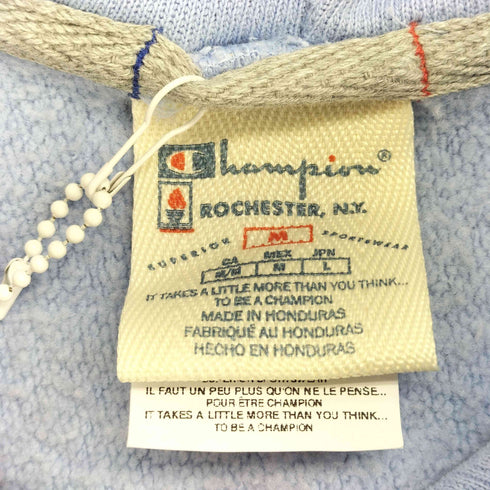 Champion®
ROCHESTER, N.Y.
SUPERIOR M SPORTSWEAR
CA MEX JPN
M/M M L
IT TAKES A LITTLE MORE THAN YOU THINK...
TO BE A CHAMPION
MADE IN HONDURAS
FABRIQUÉ AU HONDURAS
HECHO EN HONDURAS
IL FAUT UN PEU PLUS QU'ON NE LE PENSE...
POUR ÊTRE CHAMPION
IT TAKES A LITTLE MORE THAN YOU THINK...
TO BE A CHAMPION